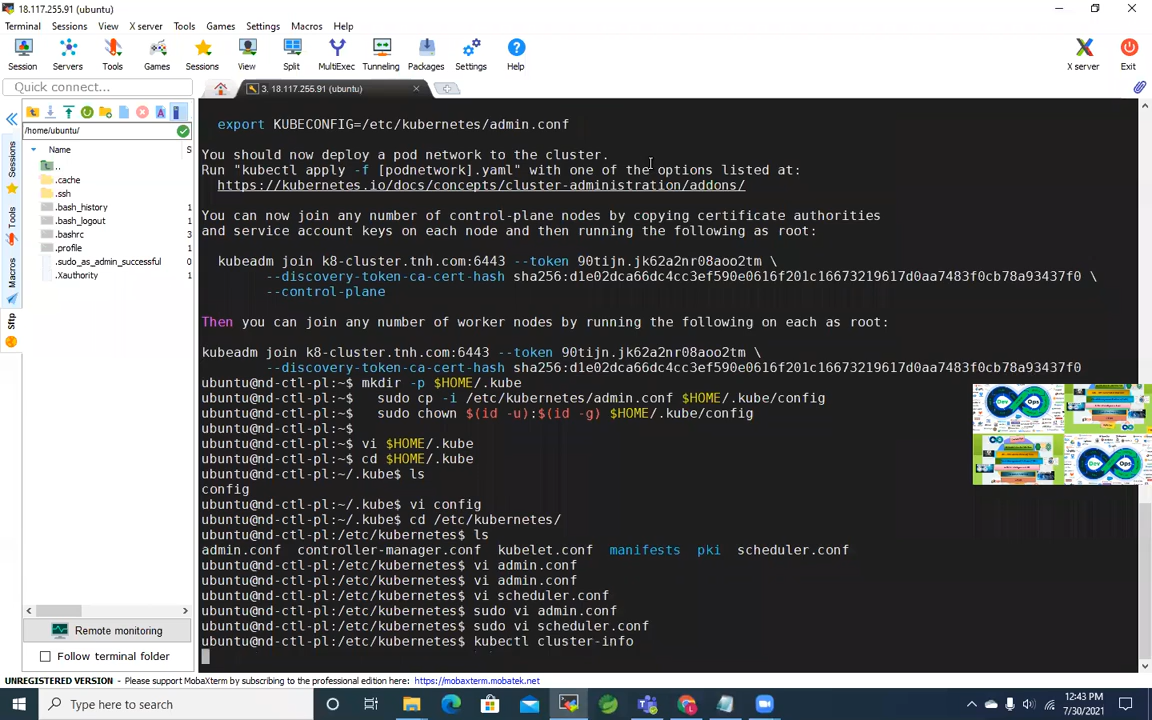 18.117.255.91 (ubuntu)
Terminal Sessions View X server Tools Games Settings Macros Help
Session Servers Tools Games Sessions View Split MultiExec Tunneling Packages Settings Help X server Exit
Quick connect...
3. 18.117.255.91 (ubuntu)
/home/ubuntu/
Name S
..
.cache
.ssh
.bash_history 1
.bash_logout 1
.bashrc 3
.profile 1
.sudo_as_admin_successful 0
.Xauthority 1
Sessions
Tools
Macros
Sftp
Remote monitoring
Follow terminal folder
export KUBECONFIG=/etc/kubernetes/admin.conf
You should now deploy a pod network to the cluster.
Run "kubectl apply -f [podnetwork].yaml" with one of the options listed at:
https://kubernetes.io/docs/concepts/cluster-administration/addons/
You can now join any number of control-plane nodes by copying certificate authorities
and service account keys on each node and then running the following as root:
kubeadm join k8-cluster.tnh.com:6443 --token 90tijn.jk62a2nr08aoo2tm \
--discovery-token-ca-cert-hash sha256:d1e02dca66dc4cc3ef590e0616f201c16673219617d0aa7483f0cb78a93437f0 \
--control-plane
Then you can join any number of worker nodes by running the following on each as root:
kubeadm join k8-cluster.tnh.com:6443 --token 90tijn.jk62a2nr08aoo2tm \
--discovery-token-ca-cert-hash sha256:d1e02dca66dc4cc3ef590e0616f201c16673219617d0aa7483f0cb78a93437f0
ubuntu@nd-ctl-pl:~$ mkdir -p $HOME/.kube
ubuntu@nd-ctl-pl:~$ sudo cp -i /etc/kubernetes/admin.conf $HOME/.kube/config
ubuntu@nd-ctl-pl:~$ sudo chown $(id -u):$(id -g) $HOME/.kube/config
ubuntu@nd-ctl-pl:~$
ubuntu@nd-ctl-pl:~$ vi $HOME/.kube
ubuntu@nd-ctl-pl:~$ cd $HOME/.kube
ubuntu@nd-ctl-pl:~/.kube$ ls
config
ubuntu@nd-ctl-pl:~/.kube$ vi config
ubuntu@nd-ctl-pl:~/.kube$ cd /etc/kubernetes/
ubuntu@nd-ctl-pl:/etc/kubernetes$ ls
admin.conf controller-manager.conf kubelet.conf manifests pki scheduler.conf
ubuntu@nd-ctl-pl:/etc/kubernetes$ vi admin.conf
ubuntu@nd-ctl-pl:/etc/kubernetes$ vi admin.conf
ubuntu@nd-ctl-pl:/etc/kubernetes$ vi scheduler.conf
ubuntu@nd-ctl-pl:/etc/kubernetes$ sudo vi admin.conf
ubuntu@nd-ctl-pl:/etc/kubernetes$ sudo vi scheduler.conf
ubuntu@nd-ctl-pl:/etc/kubernetes$ kubectl cluster-info
Dev Ops
Dev Ops
UNREGISTERED VERSION - Please support MobaXterm by subscribing to the professional edition here: https://mobaxterm.mobatek.net
Type here to search
12:43 PM
7/30/2021